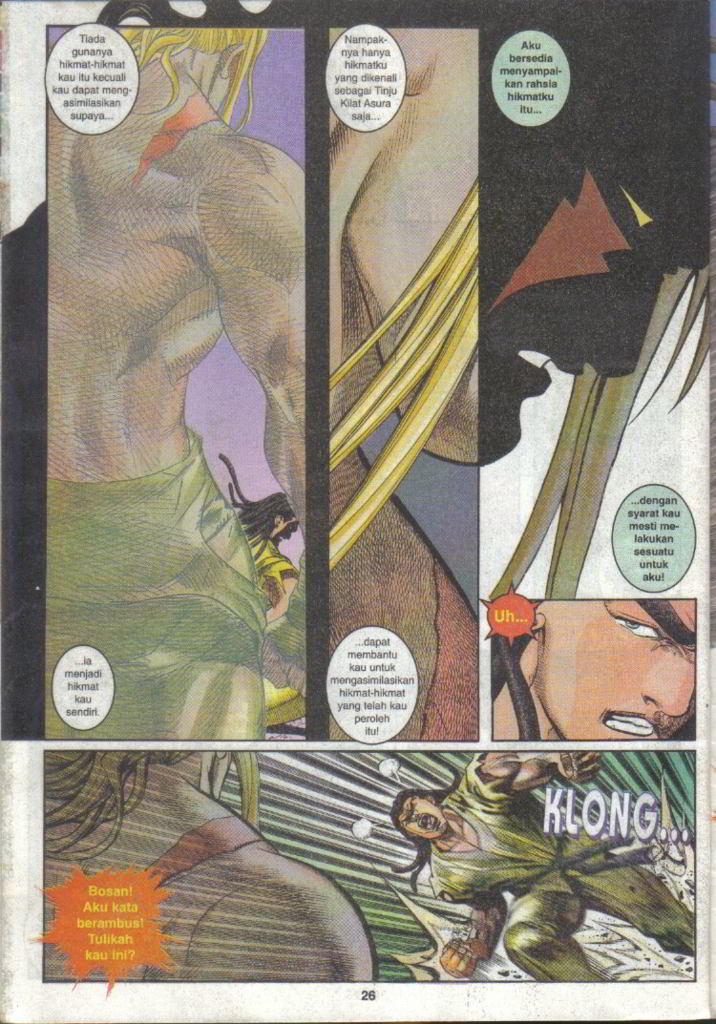 Tiada
gunanya
hikmat-hikmat
kau itu kecuali
kau dapat meng-
asimilasikan
supaya...
...ia
menjadi
hikmat
kau
sendiri.
Nampak-
nya hanya
hikmatku
yang dikenali
sebagai Tinju
Kilat Asura
saja...
...dapat
membantu
kau untuk
mengasimilasikan
hikmat-hikmat
yang telah kau
peroleh
itu!
Aku
bersedia
menyampai-
kan rahsia
hikmatku
itu...
...dengan
syarat kau
mesti me-
lakukan
sesuatu
untuk
aku!
Uh...
KLONG...
Bosan!
Aku kata
berambus!
Tulikah
kau ini?
26